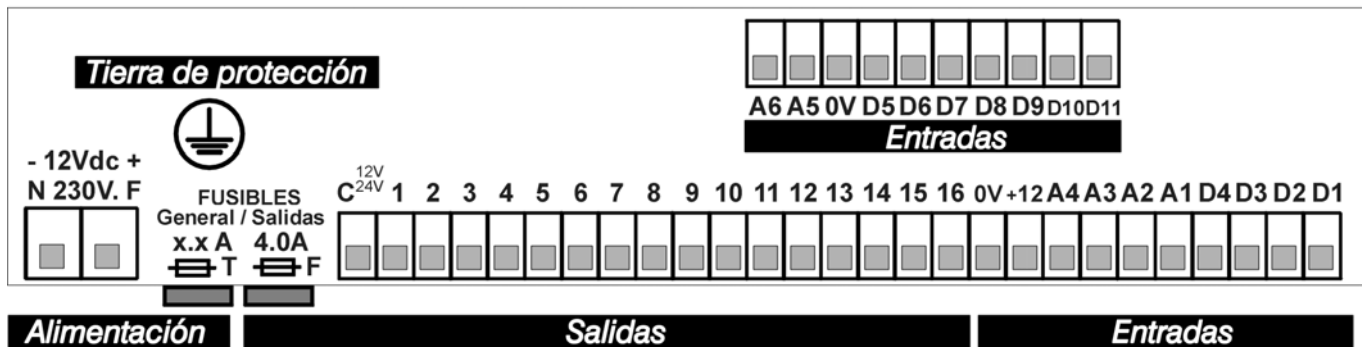 Tierra de protección
A6 A5 0V D5 D6 D7 D8 D9 D10 D11
Entradas
- 12Vdc +
N 230V. F
FUSIBLES
General / Salidas
x.x A 4.0A
T F
12V
C 24V 1 2 3 4 5 6 7 8 9 10 11 12 13 14 15 16 0V +12 A4 A3 A2 A1 D4 D3 D2 D1
Alimentación Salidas Entradas